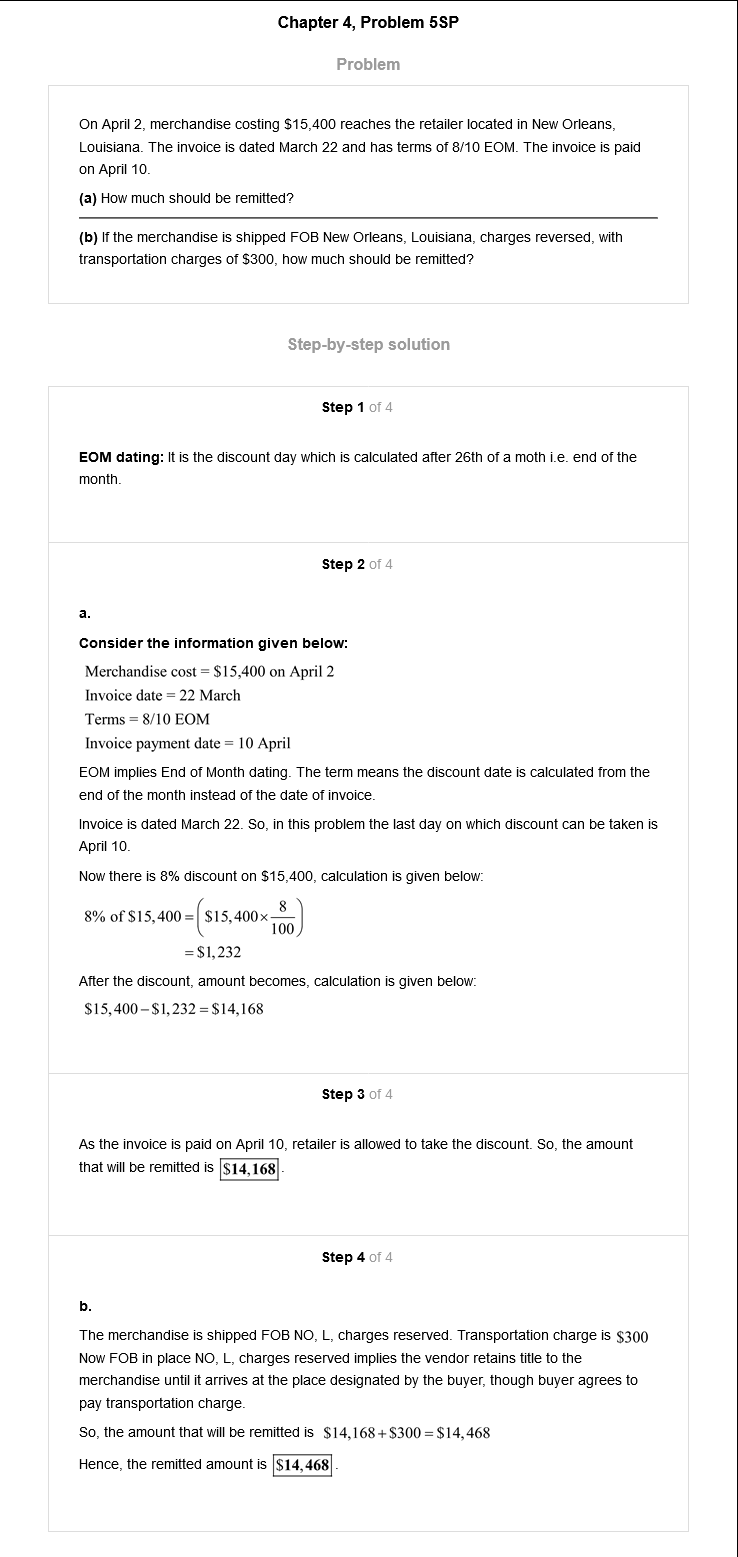 Chapter 4, Problem 5SP
Problem
On April 2, merchandise costing $15,400 reaches the retailer located in New Orleans,
Louisiana. The invoice is dated March 22 and has terms of 8/10 EOM. The invoice is paid
on April 10.
(a) How much should be remitted?
(b) If the merchandise is shipped FOB New Orleans, Louisiana, charges reversed, with
transportation charges of $300, how much should be remitted?
Step-by-step solution
Step 1 of 4
EOM dating: It is the discount day which is calculated after 26th of a moth i.e. end of the
month.
Step 2 of 4
a.
Consider the information given below:
Merchandise cost = $15,400 on April 2
Invoice date = 22 March
Terms = 8/10 EOM
Invoice payment date = 10 April
EOM implies End of Month dating. The term means the discount date is calculated from the
end of the month instead of the date of invoice.
Invoice is dated March 22. So, in this problem the last day on which discount can be taken is
April 10.
Now there is 8% discount on $15,400, calculation is given below:
8% of $15,400 = ($15,400 × 8/100)
= $1,232
After the discount, amount becomes, calculation is given below:
$15,400 – $1,232 = $14,168
Step 3 of 4
As the invoice is paid on April 10, retailer is allowed to take the discount. So, the amount
that will be remitted is $14,168.
Step 4 of 4
b.
The merchandise is shipped FOB NO, L, charges reserved. Transportation charge is $300
Now FOB in place NO, L, charges reserved implies the vendor retains title to the
merchandise until it arrives at the place designated by the buyer, though buyer agrees to
pay transportation charge.
So, the amount that will be remitted is $14,168 + $300 = $14,468
Hence, the remitted amount is $14,468.